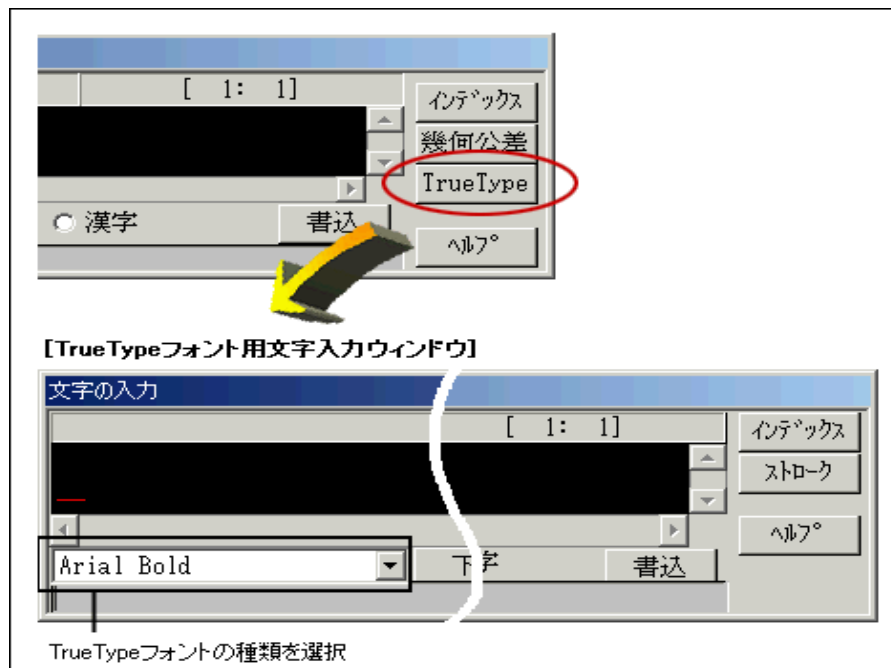 [ 1: 1]
ｲﾝﾃﾞｯｸｽ
幾何公差
TrueType
漢字 書込
ﾍﾙﾌﾟ
[TrueTypeフォント用文字入力ウィンドウ]
文字の入力
[ 1: 1] ｲﾝﾃﾞｯｸｽ
ｽﾄﾛｰｸ
ﾍﾙﾌﾟ
Arial Bold 下字 書込
TrueTypeフォントの種類を選択